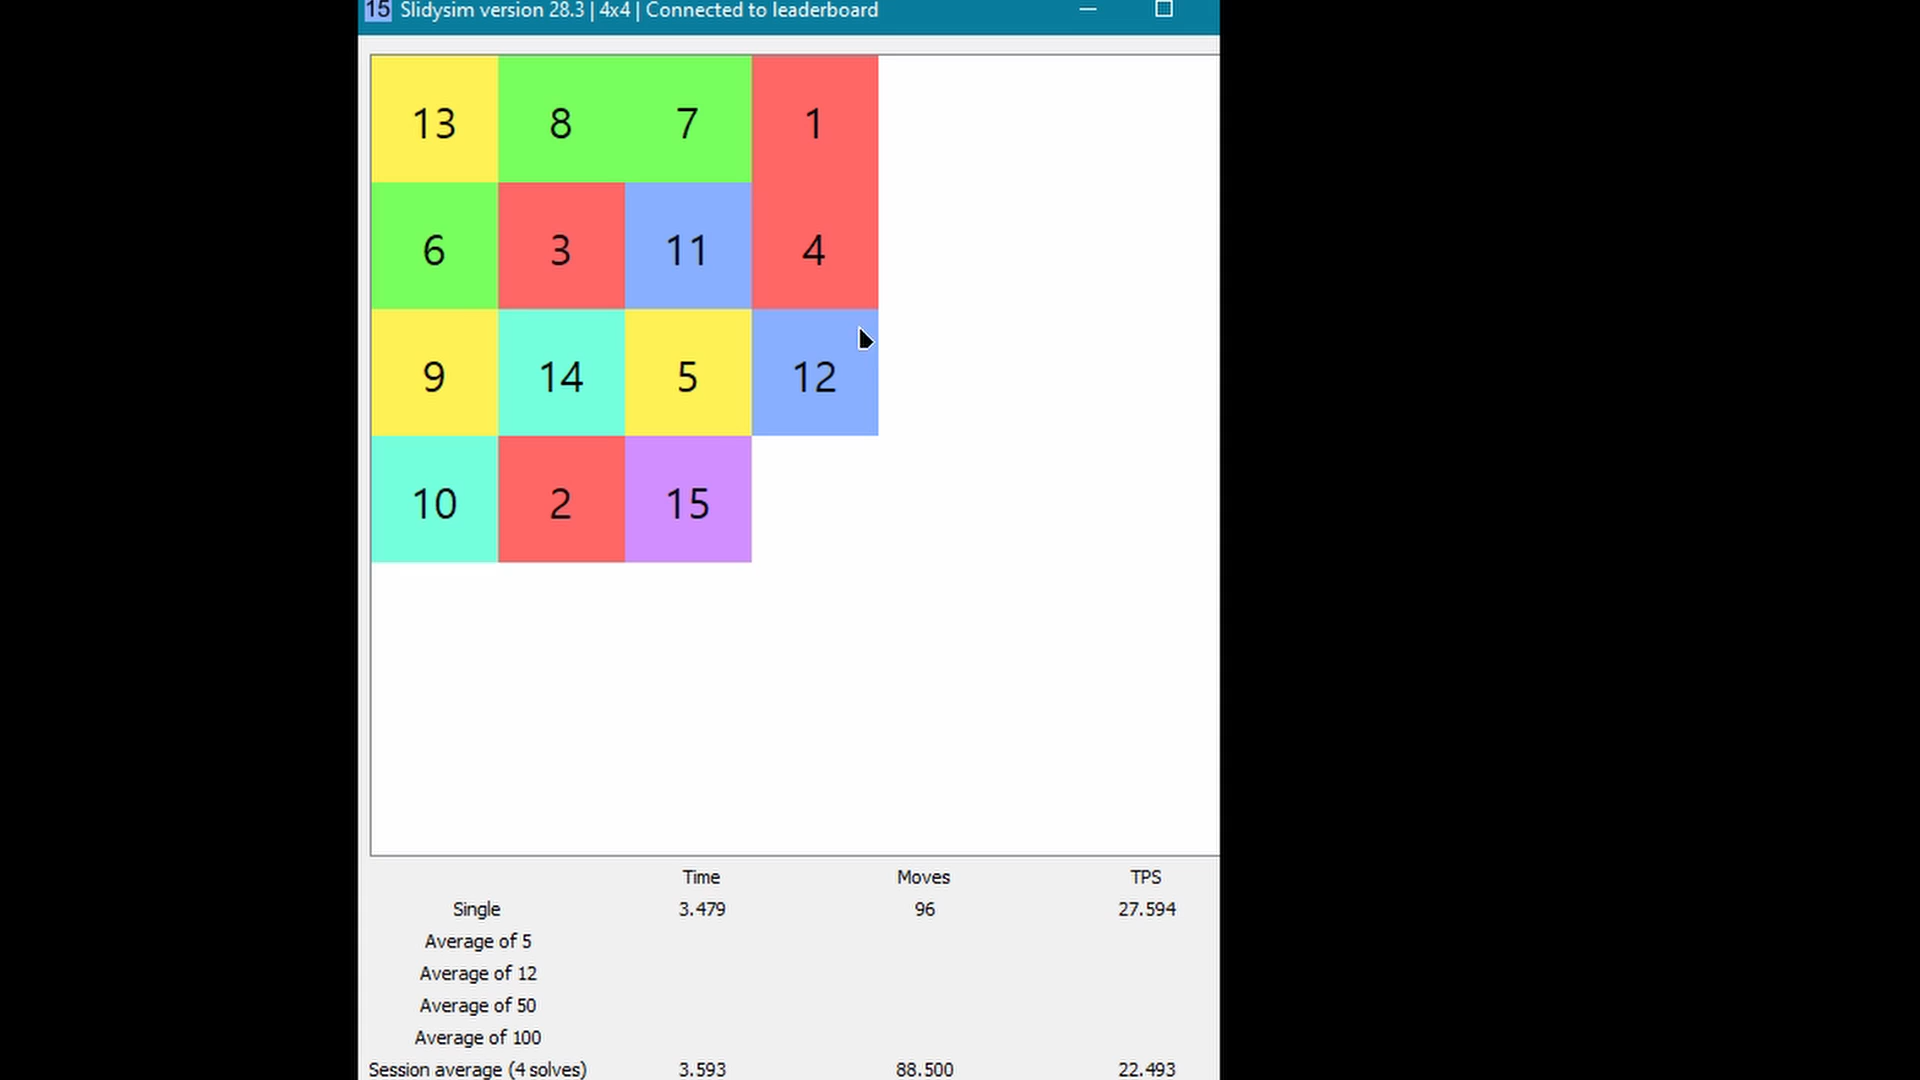 15 Slidysim version 28.3 | 4x4 | Connected to leaderboard
13 8 7 1
6 3 11 4
9 14 5 12
10 2 15
Time Moves TPS
Single 3.479 96 27.594
Average of 5
Average of 12
Average of 50
Average of 100
Session average (4 solves) 3.593 88.500 22.493